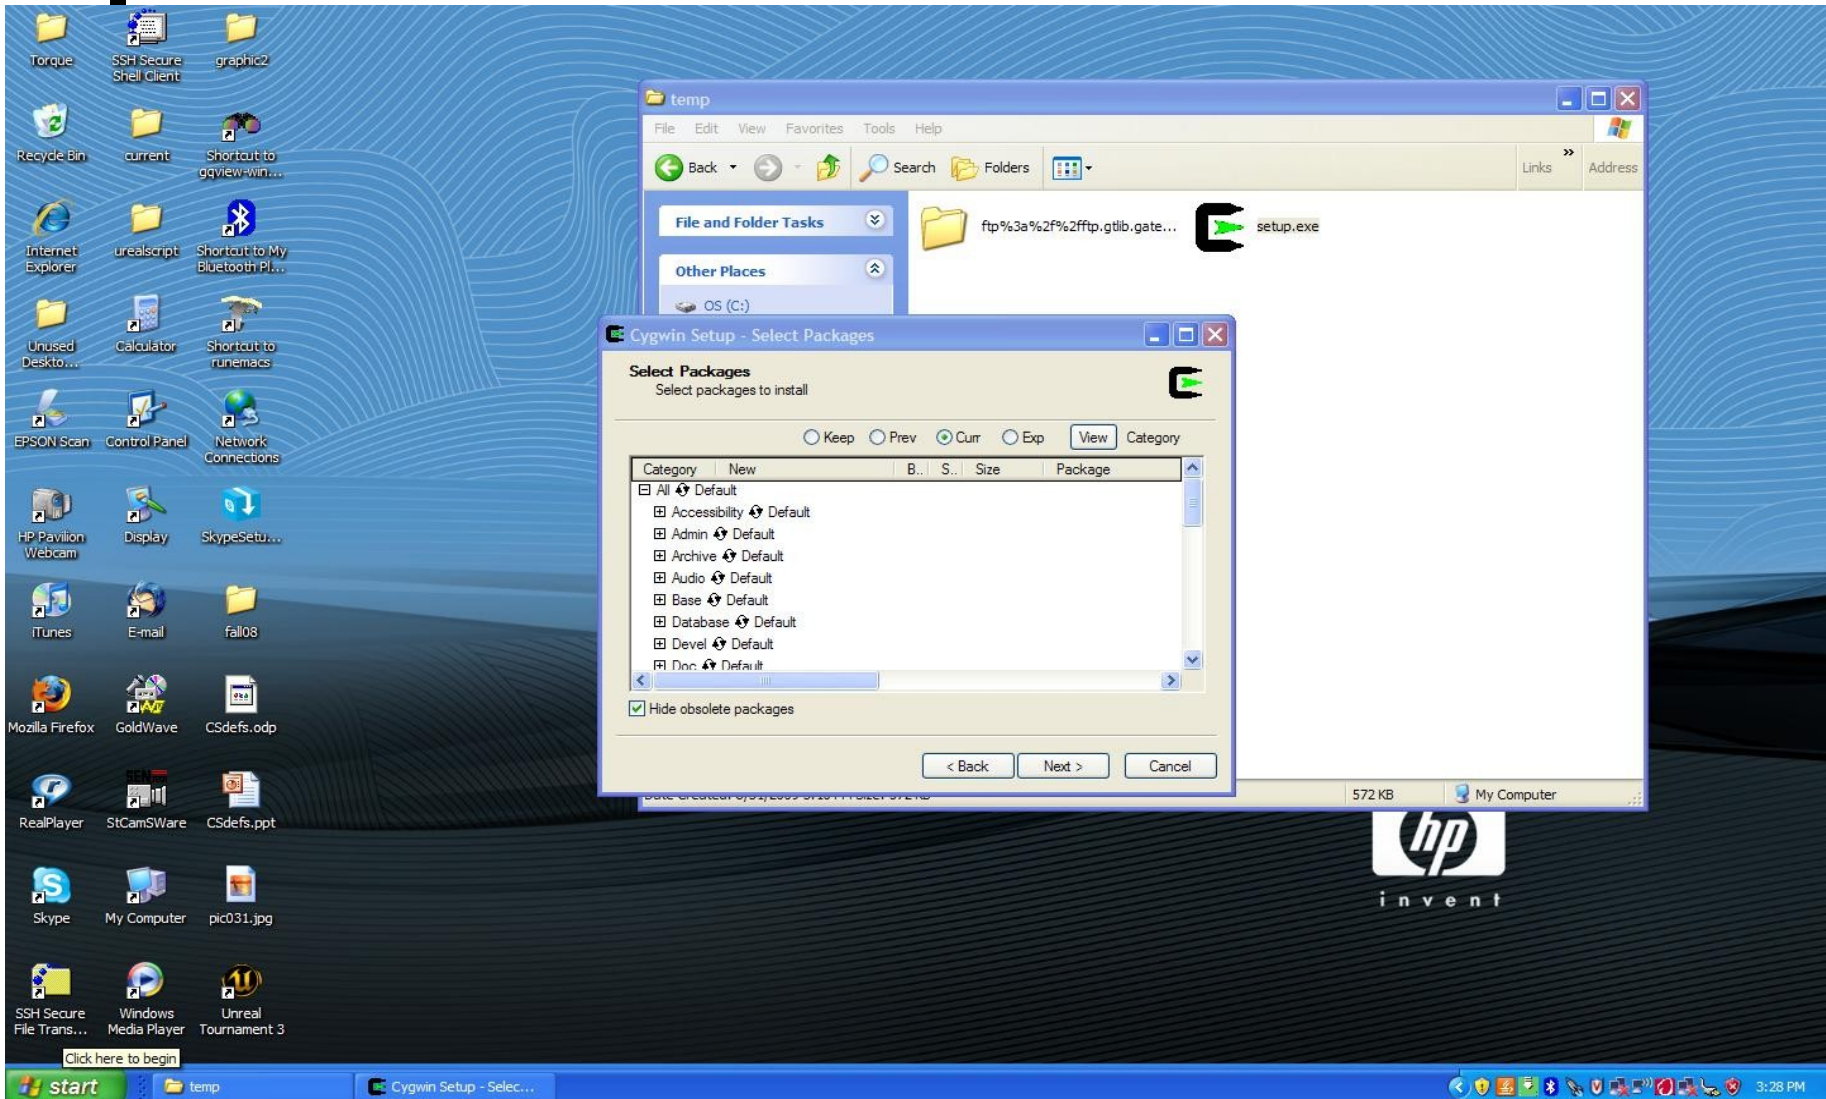 Torque
SSH Secure
Shell Client
graphic2
Recycle Bin
current
Shortcut to
gqview-win...
Internet
Explorer
urealscript
Shortcut to My
Bluetooth Pl...
Unused
Deskto...
Calculator
Shortcut to
runemacs
EPSON Scan
Control Panel
Network
Connections
HP Pavilion
Webcam
Display
SkypeSetu...
iTunes
E-mail
fall08
Mozilla Firefox
GoldWave
CSdefs.odp
RealPlayer
StCamSWare
CSdefs.ppt
Skype
My Computer
pic031.jpg
SSH Secure
File Trans...
Windows
Media Player
Unreal
Tournament 3
Click here to begin
temp
File Edit View Favorites Tools Help
Back Search Folders Links » Address
File and Folder Tasks
Other Places
OS (C:)
ftp%3a%2f%2fftp.gtlib.gate...
setup.exe
Cygwin Setup - Select Packages
Select Packages
Select packages to install
Keep Prev Curr Exp View Category
Category New B.. S.. Size Package
All Default
Accessibility Default
Admin Default
Archive Default
Audio Default
Base Default
Database Default
Devel Default
Doc Default
Hide obsolete packages
< Back Next > Cancel
572 KB My Computer
hp
invent
start temp Cygwin Setup - Selec... 3:28 PM